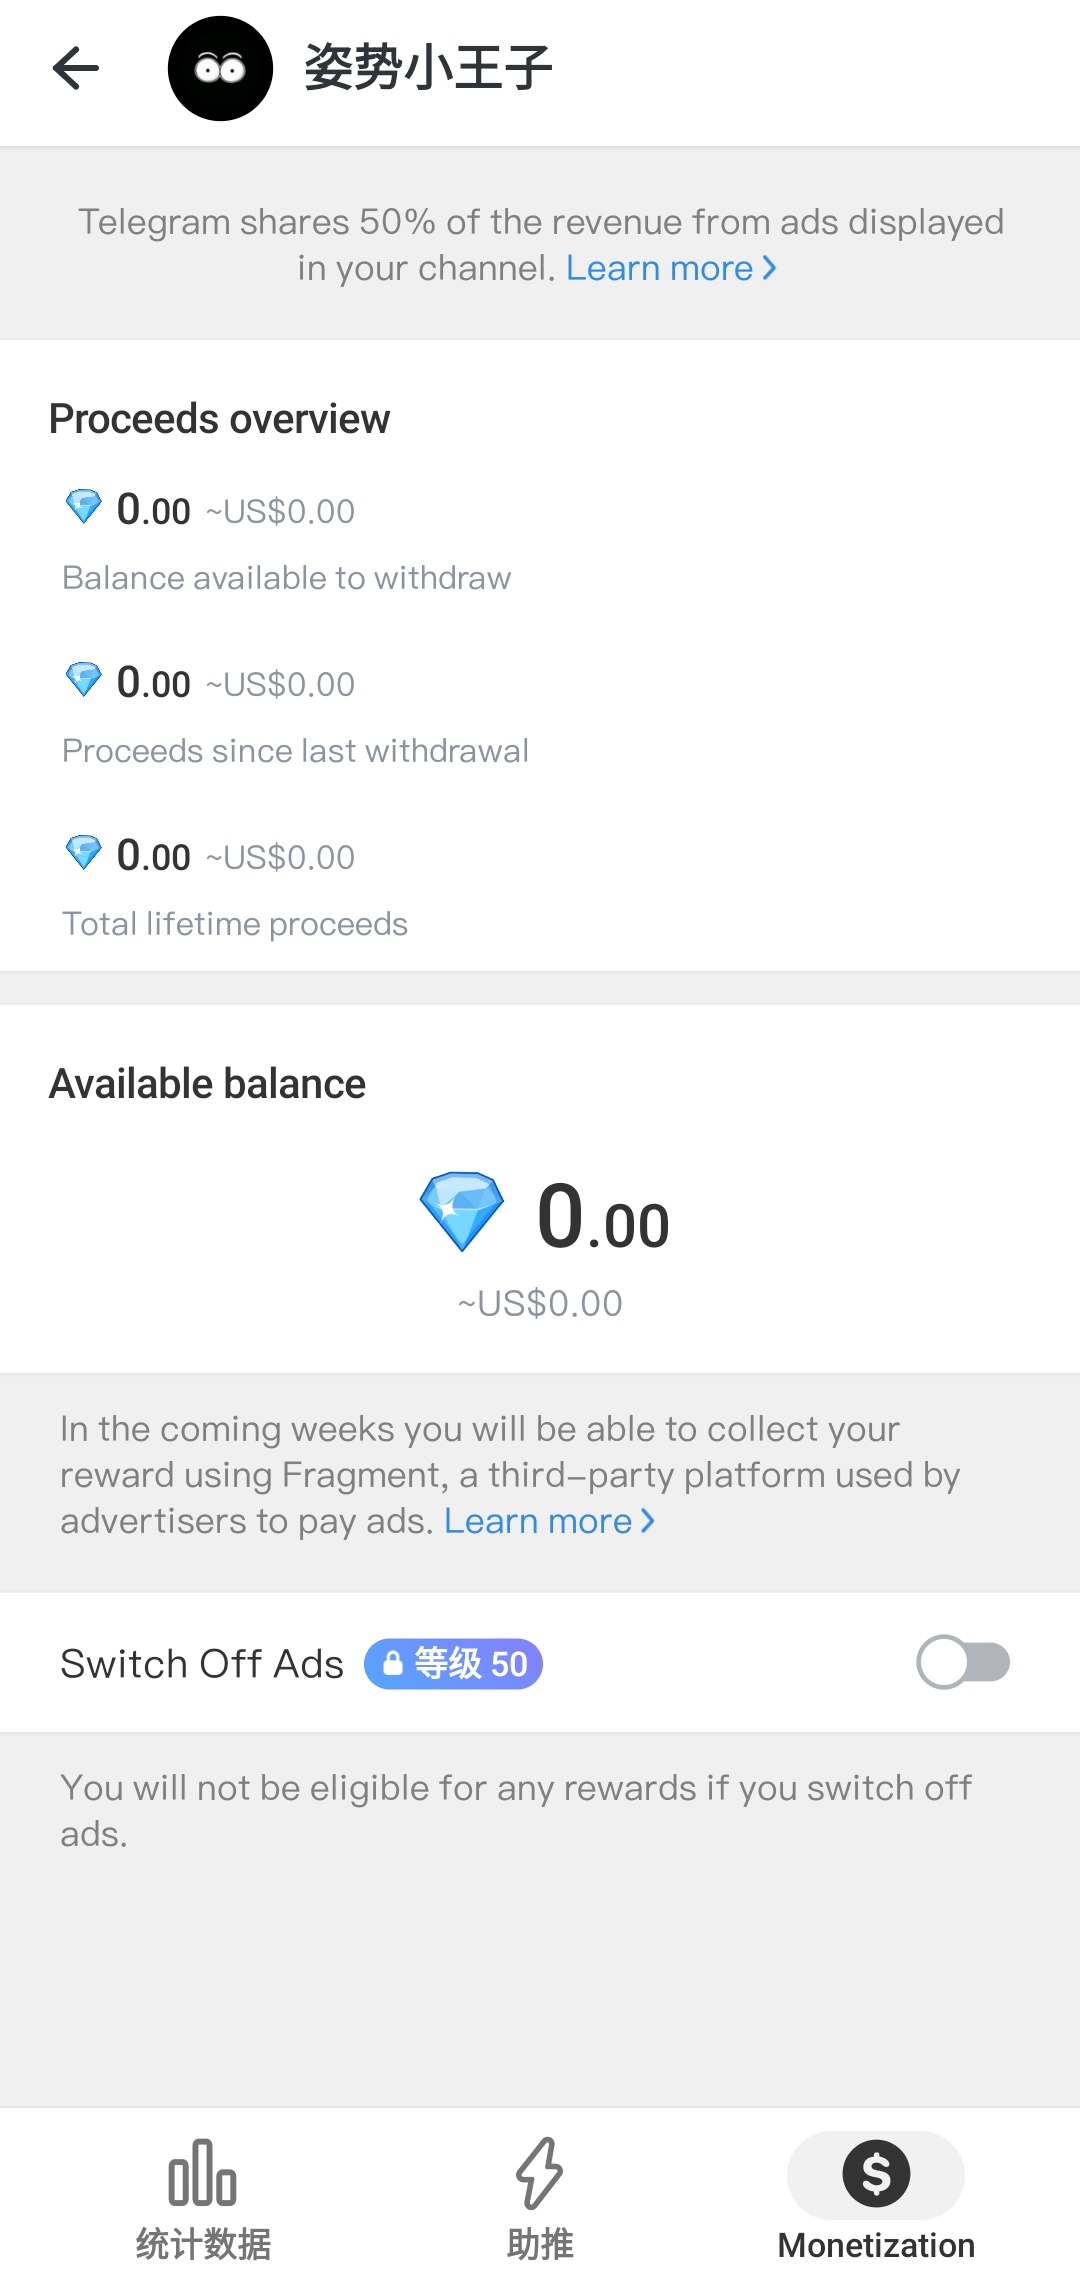 姿势小王子
Telegram shares 50% of the revenue from ads displayed
in your channel. Learn more
Proceeds overview
0.00 ~US$0.00
Balance available to withdraw
0.00 ~US$0.00
Proceeds since last withdrawal
0.00 ~US$0.00
Total lifetime proceeds
Available balance
0.00
~US$0.00
In the coming weeks you will be able to collect your
reward using Fragment, a third-party platform used by
advertisers to pay ads. Learn more
Switch Off Ads 等级 50
You will not be eligible for any rewards if you switch off
ads.
统计数据 助推 Monetization